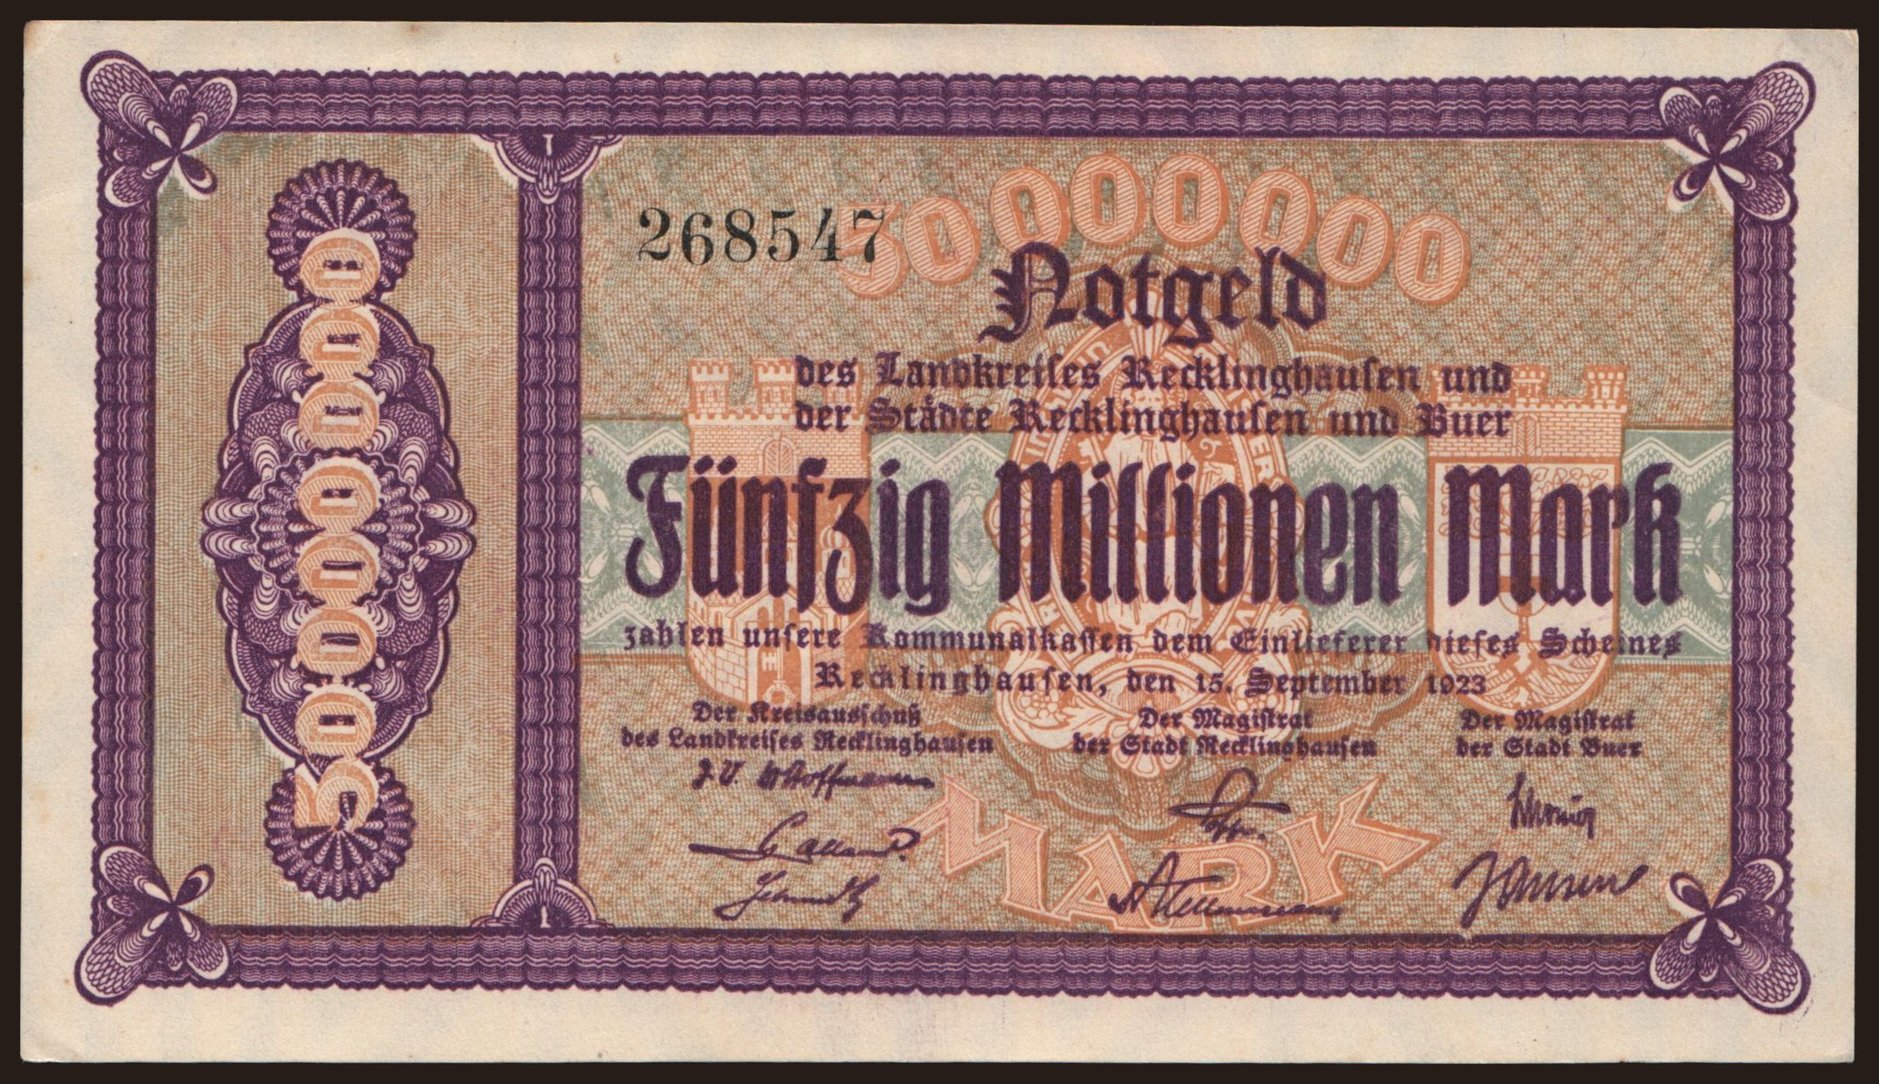 50000000
268547
50000000
Notgeld
des Landkreises Recklinghausen und
der Städte Recklinghausen und Buer
Fünfzig Millionen Mark
zahlen unsere Kommunalkassen dem Einlieferer dieses Scheines
Recklinghausen, den 15. September 1923
Der Kreisausschuß
des Landkreises Recklinghausen
Der Magistrat
der Stadt Recklinghausen
Der Magistrat
der Stadt Buer
J. V.
MARK